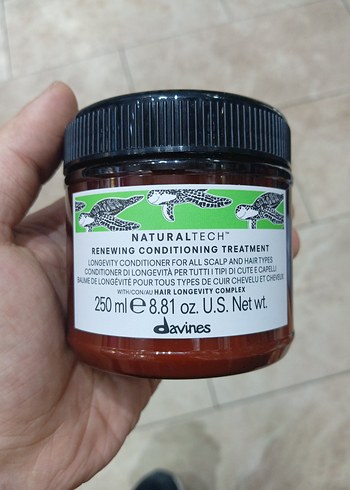 NATURALTECH™
RENEWING CONDITIONING TREATMENT
LONGEVITY CONDITIONER FOR ALL SCALP AND HAIR TYPES
CONDITIONER DI LONGEVITÀ PER TUTTI I TIPI DI CUTE E CAPELLI
BAUME DE LONGÉVITÉ POUR TOUS TYPES DE CUIR CHEVELU ET CHEVEUX
WITH/CON/AU HAIR LONGEVITY COMPLEX
250 ml ℮ 8.81 oz. U.S. Net wt.
davines